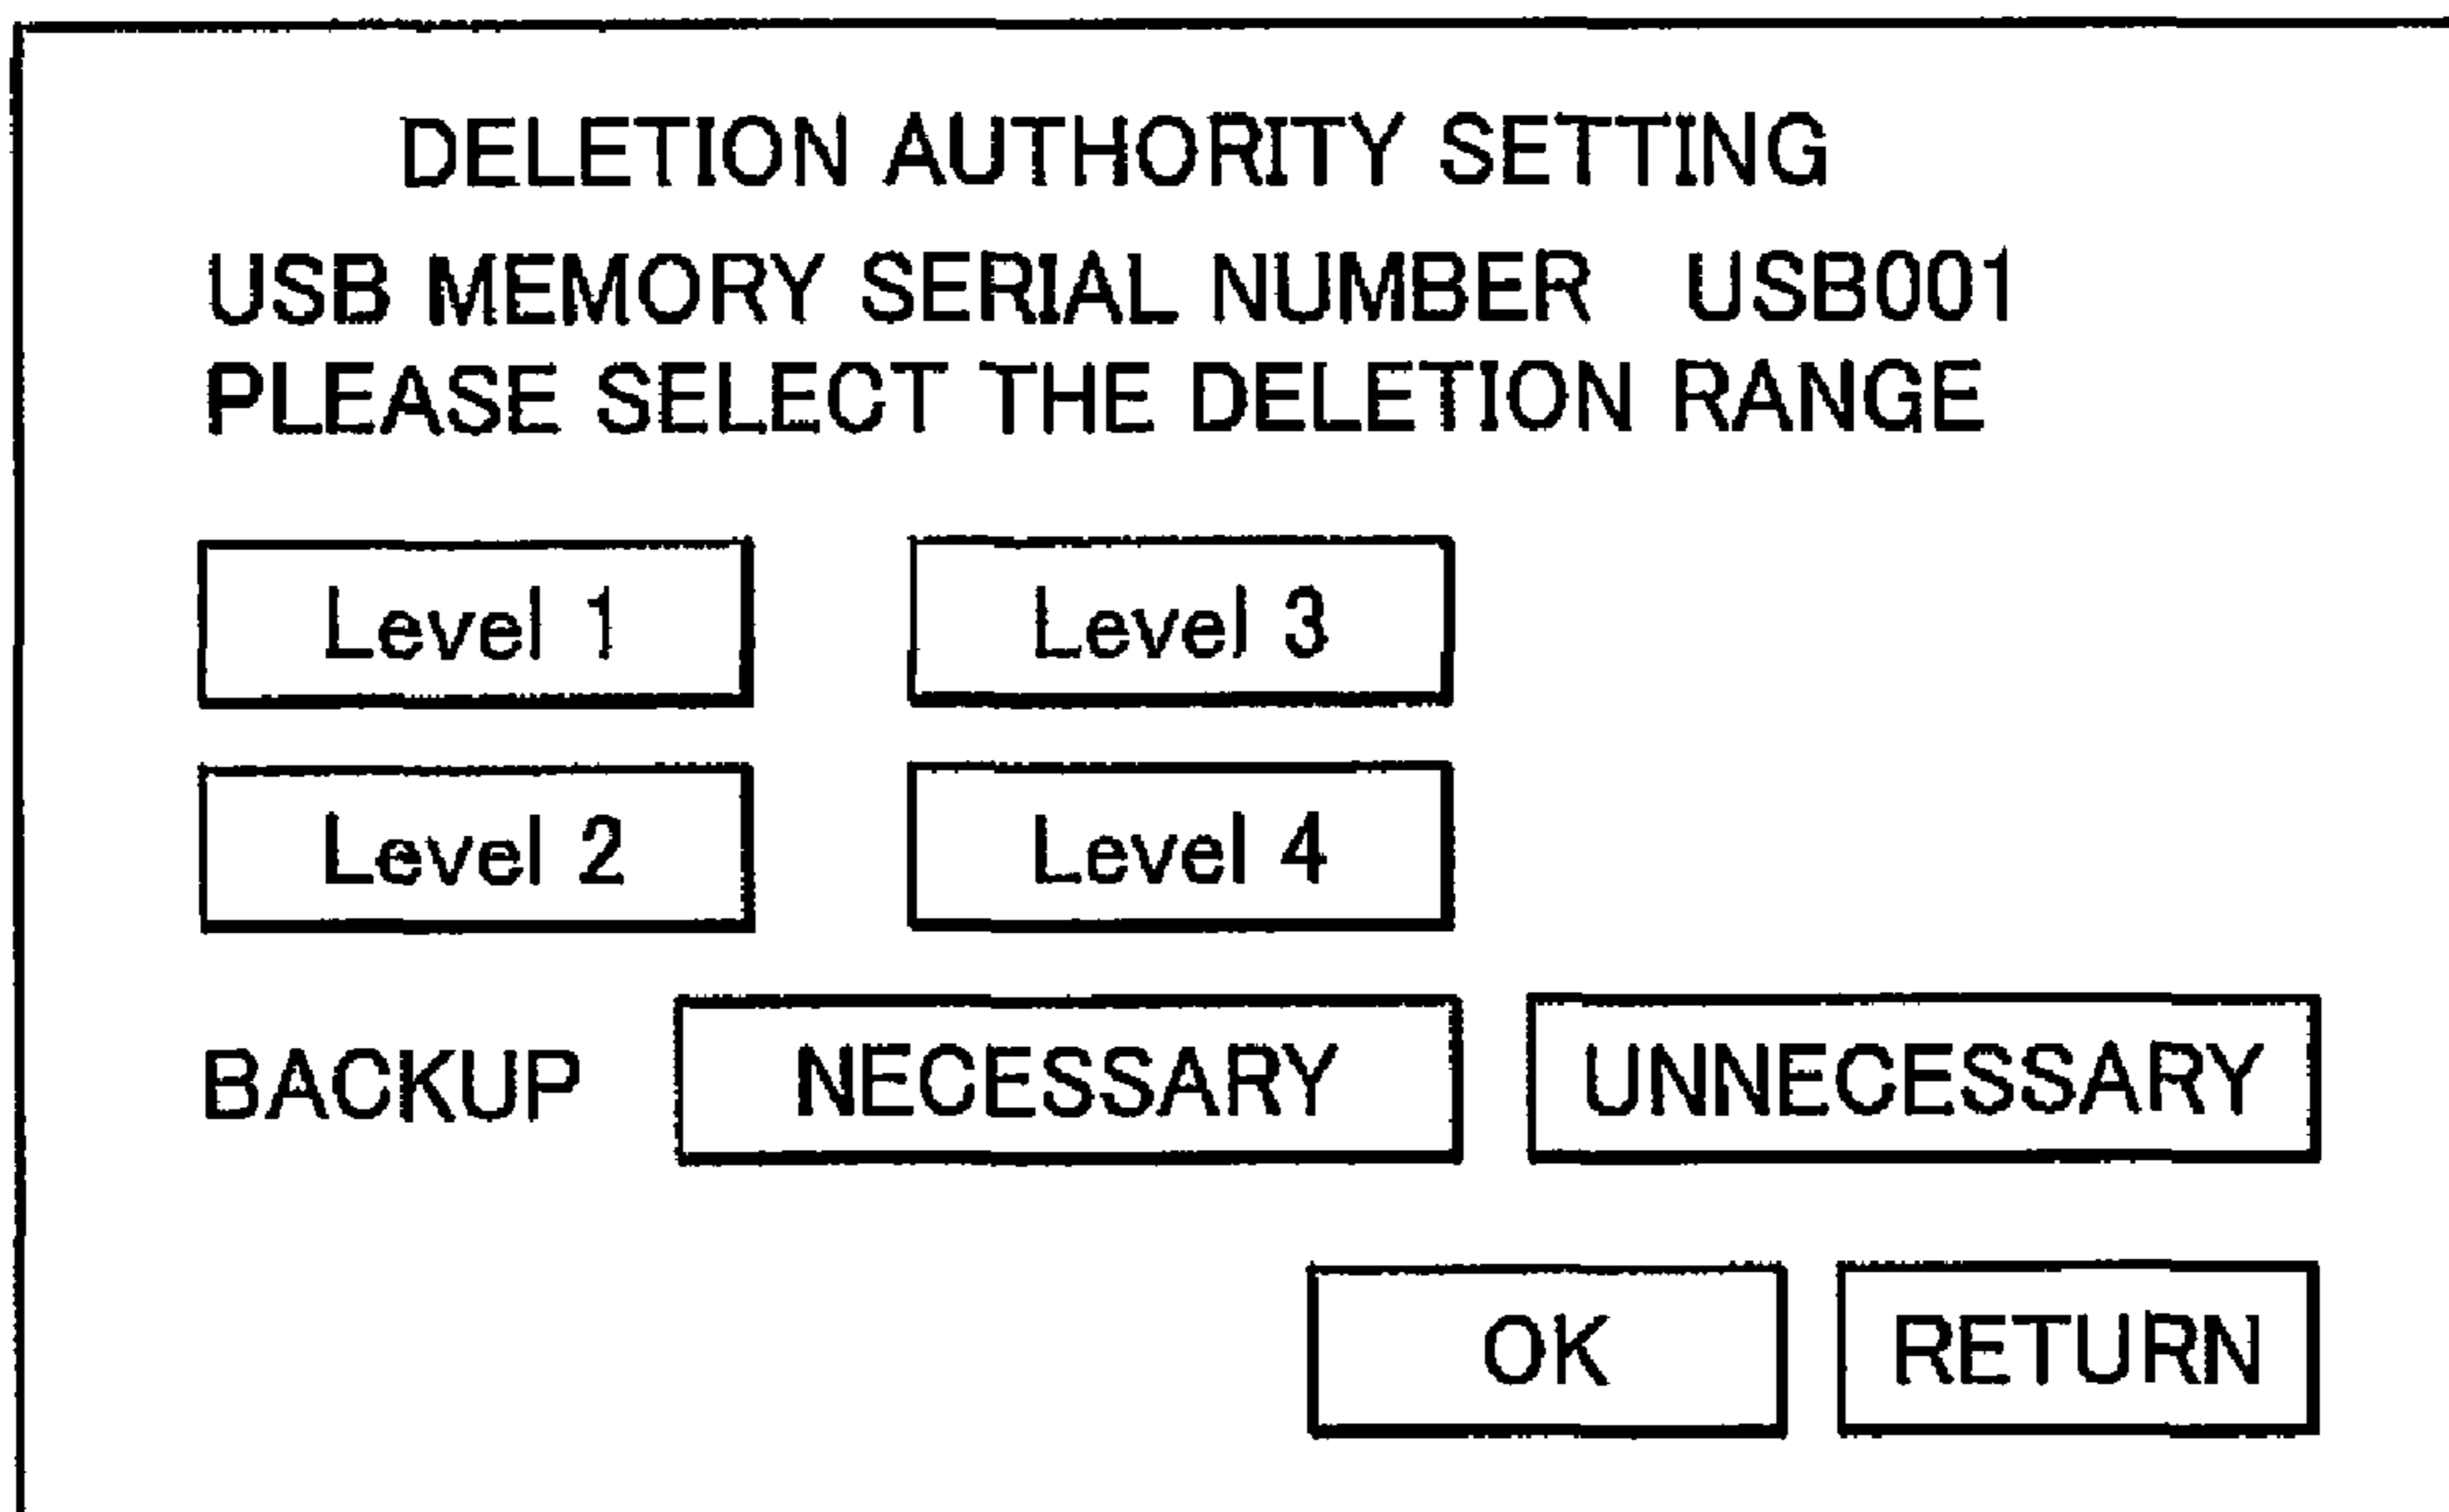 DELETION AUTHORITY SETTING
USB MEMORY SERIAL NUMBER USB001
PLEASE SELECT THE DELETION RANGE
Level 1 Level 3
Level 2 Level 4
BACKUP NECESSARY UNNECESSARY
OK RETURN